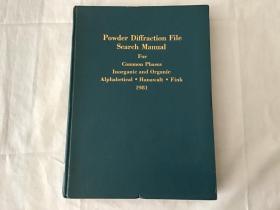 Powder Diffraction File
Search Manual
For
Common Phases
Inorganic and Organic
Alphabetical • Hanawalt • Fink
1981